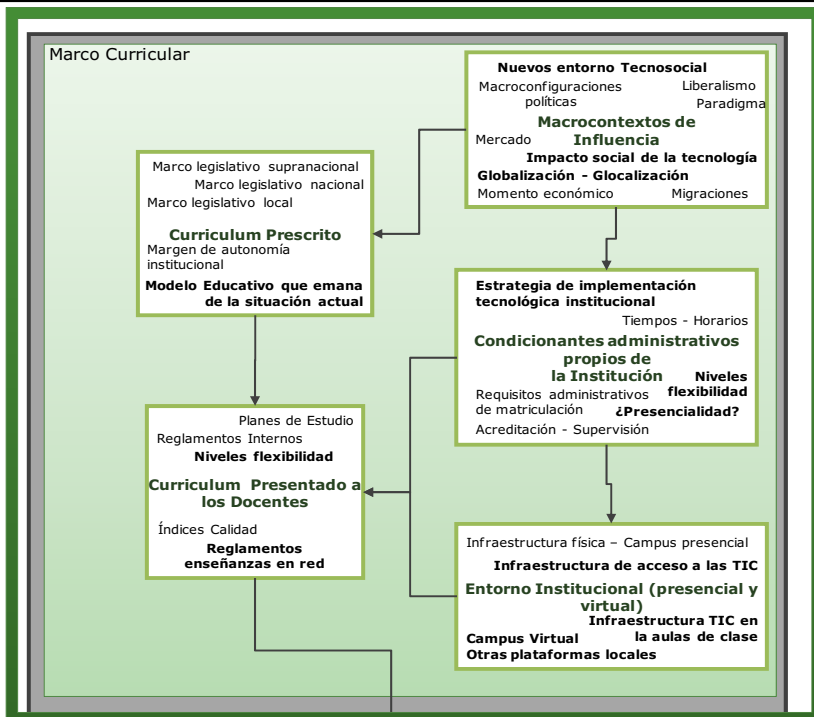 Marco Curricular
Nuevos entorno Tecnosocial
Macroconfiguraciones
políticas
Liberalismo
Paradigma
Macrocontextos de
Mercado
Influencia
Impacto social de la tecnología
Globalización - Glocalización
Momento económico
Migraciones
Marco legislativo supranacional
Marco legislativo nacional
Marco legislativo local
Curriculum Prescrito
Margen de autonomía
institucional
Modelo Educativo que emana
de la situación actual
Estrategia de implementación
tecnológica institucional
Tiempos - Horarios
Condicionantes administrativos
propios de
la Institución
Niveles
flexibilidad
Requisitos administrativos
de matriculación
¿Presencialidad?
Acreditación - Supervisión
Planes de Estudio
Reglamentos Internos
Niveles flexibilidad
Curriculum Presentado a
los Docentes
Índices Calidad
Reglamentos
enseñanzas en red
Infraestructura física – Campus presencial
Infraestructura de acceso a las TIC
Entorno Institucional (presencial y
virtual)
Infraestructura TIC en
la aulas de clase
Campus Virtual
Otras plataformas locales